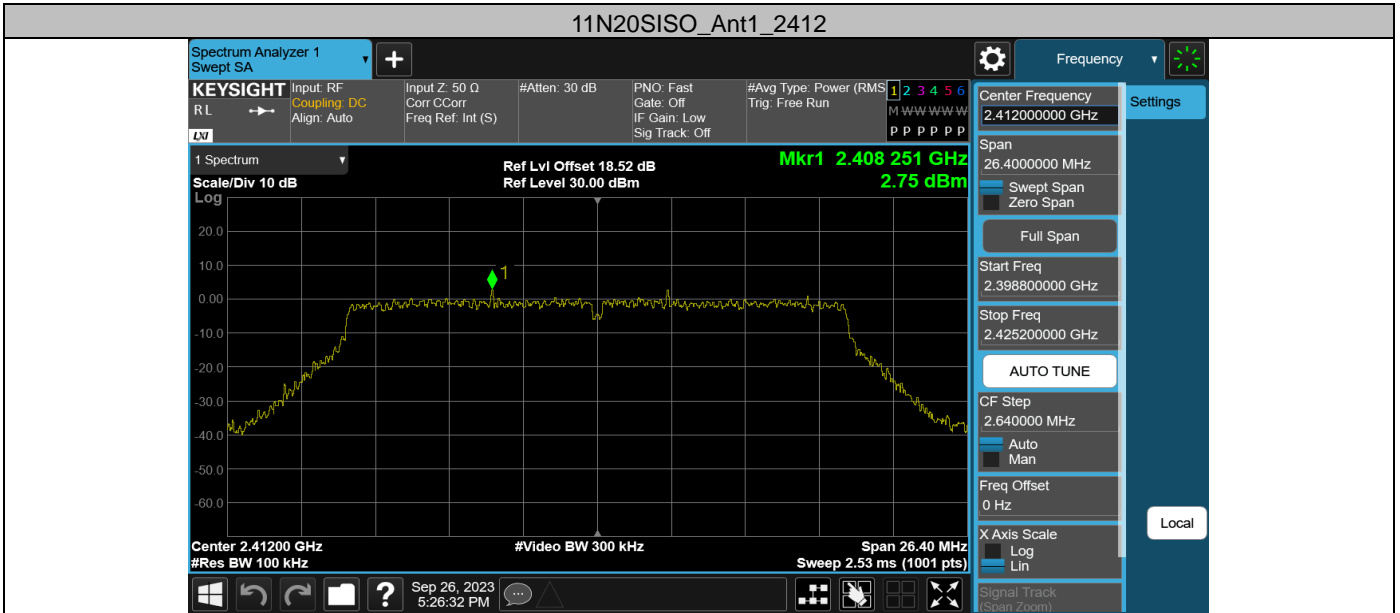 11N20SISO_Ant1_2412
Spectrum Analyzer 1
Swept SA
+
Frequency
KEYSIGHT
R L
LXI
Input: RF
Coupling: DC
Align: Auto
Input Z: 50 Ω
Corr CCorr
Freq Ref: Int (S)
#Atten: 30 dB
PNO: Fast
Gate: Off
IF Gain: Low
Sig Track: Off
#Avg Type: Power (RMS
Trig: Free Run
1 2 3 4 5 6
M W W W W W
P P P P P P
1 Spectrum
Scale/Div 10 dB
Ref Lvl Offset 18.52 dB
Ref Level 30.00 dBm
Mkr1 2.408 251 GHz
2.75 dBm
Log
20.0
10.0
0.00
-10.0
-20.0
-30.0
-40.0
-50.0
-60.0
1
Center 2.41200 GHz
#Res BW 100 kHz
#Video BW 300 kHz
Span 26.40 MHz
Sweep 2.53 ms (1001 pts)
Center Frequency
2.412000000 GHz
Span
26.4000000 MHz
Swept Span
Zero Span
Full Span
Start Freq
2.398800000 GHz
Stop Freq
2.425200000 GHz
AUTO TUNE
CF Step
2.640000 MHz
Auto
Man
Freq Offset
0 Hz
X Axis Scale
Log
Lin
Signal Track
(Span Zoom)
Settings
Local
?
Sep 26, 2023
5:26:32 PM